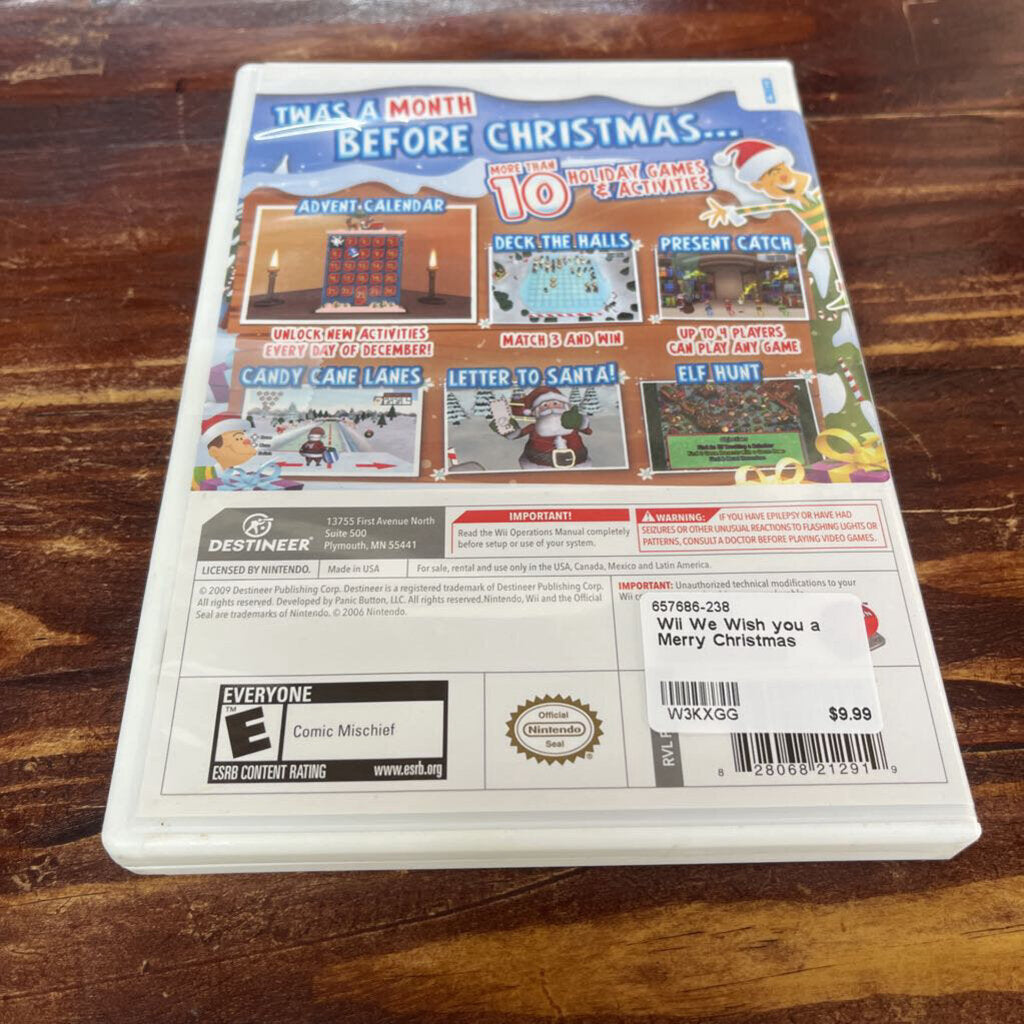 TWAS A MONTH
BEFORE CHRISTMAS...
MORE THAN
10 HOLIDAY GAMES
& ACTIVITIES
ADVENT CALENDAR
UNLOCK NEW ACTIVITIES
EVERY DAY OF DECEMBER!
DECK THE HALLS
MATCH 3 AND WIN
PRESENT CATCH
UP TO 4 PLAYERS
CAN PLAY ANY GAME
CANDY CANE LANES
LETTER TO SANTA!
ELF HUNT
Objectives
DESTINEER
13755 First Avenue North
Suite 500
Plymouth, MN 55441
IMPORTANT!
Read the Wii Operations Manual completely
before setup or use of your system.
WARNING: IF YOU HAVE EPILEPSY OR HAVE HAD
SEIZURES OR OTHER UNUSUAL REACTIONS TO FLASHING LIGHTS OR
PATTERNS, CONSULT A DOCTOR BEFORE PLAYING VIDEO GAMES.
LICENSED BY NINTENDO.
Made in USA
For sale, rental and use only in the USA, Canada, Mexico and Latin America.
© 2009 Destineer Publishing Corp. Destineer is a registered trademark of Destineer Publishing Corp.
All rights reserved. Developed by Panic Button, LLC. All rights reserved.Nintendo, Wii and the Official
Seal are trademarks of Nintendo. © 2006 Nintendo.
IMPORTANT: Unauthorized technical modifications to your
657686-238
Wii We Wish you a
Merry Christmas
W3KXGG
$9.99
EVERYONE
TM
E
Comic Mischief
ESRB CONTENT RATING
www.esrb.org
Official
Nintendo
Seal
®
RVL
8 28068 21291 9